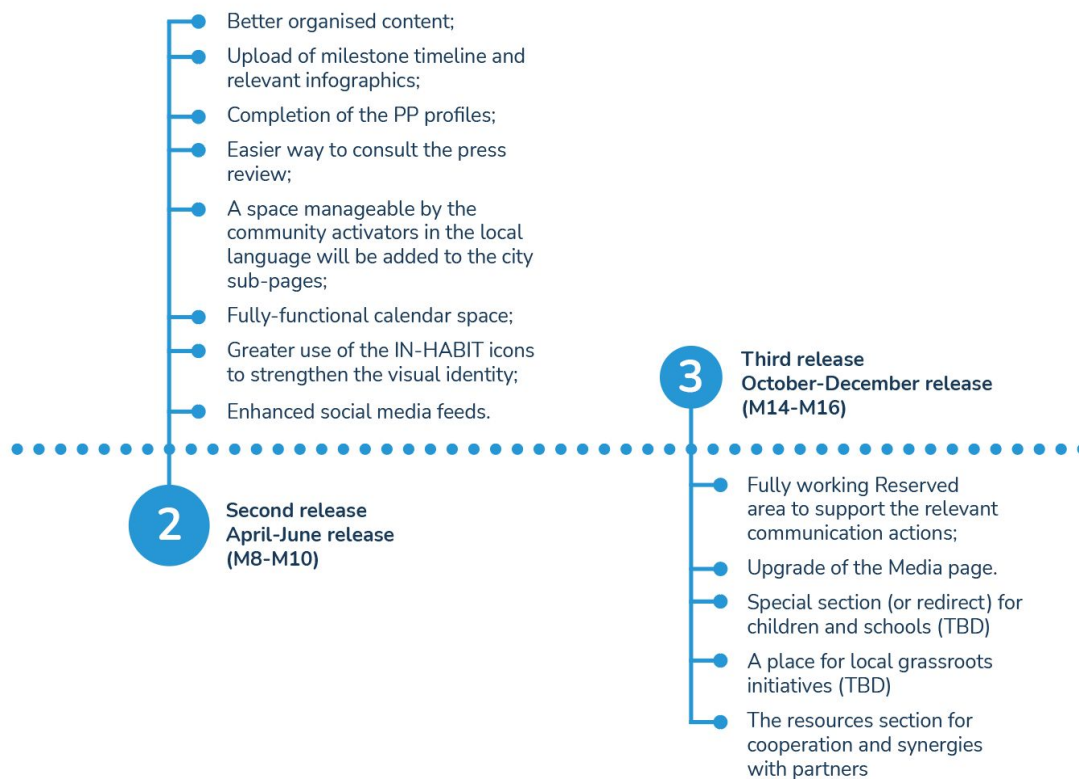 Better organised content;
Upload of milestone timeline and
relevant infographics;
Completion of the PP profiles;
Easier way to consult the press
review;
A space manageable by the
community activators in the local
language will be added to the city
sub-pages;
Fully-functional calendar space;
Greater use of the IN-HABIT icons
to strengthen the visual identity;
Enhanced social media feeds.
2
Second release
April-June release
(M8-M10)
3
Third release
October-December release
(M14-M16)
Fully working Reserved
area to support the relevant
communication actions;
Upgrade of the Media page.
Special section (or redirect) for
children and schools (TBD)
A place for local grassroots
initiatives (TBD)
The resources section for
cooperation and synergies
with partners